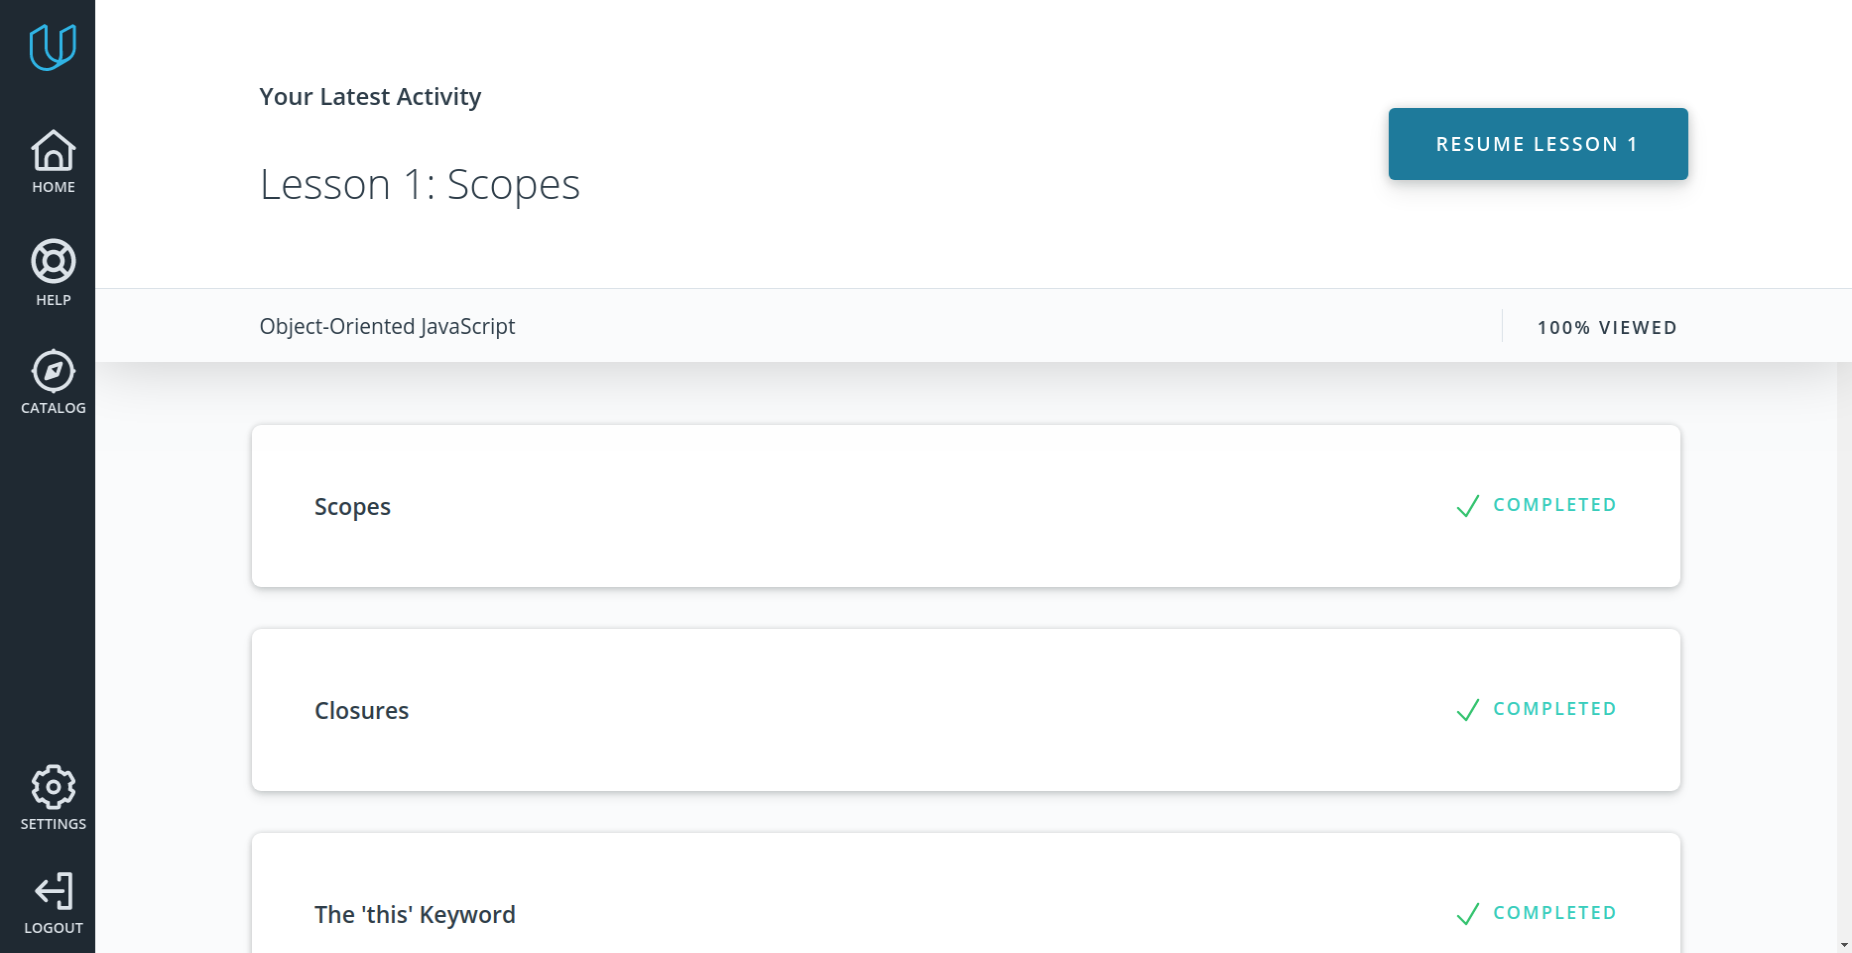 HOME
HELP
CATALOG
SETTINGS
LOGOUT
Your Latest Activity
Lesson 1: Scopes
RESUME LESSON 1
Object-Oriented JavaScript
100% VIEWED
Scopes
COMPLETED
Closures
COMPLETED
The 'this' Keyword
COMPLETED